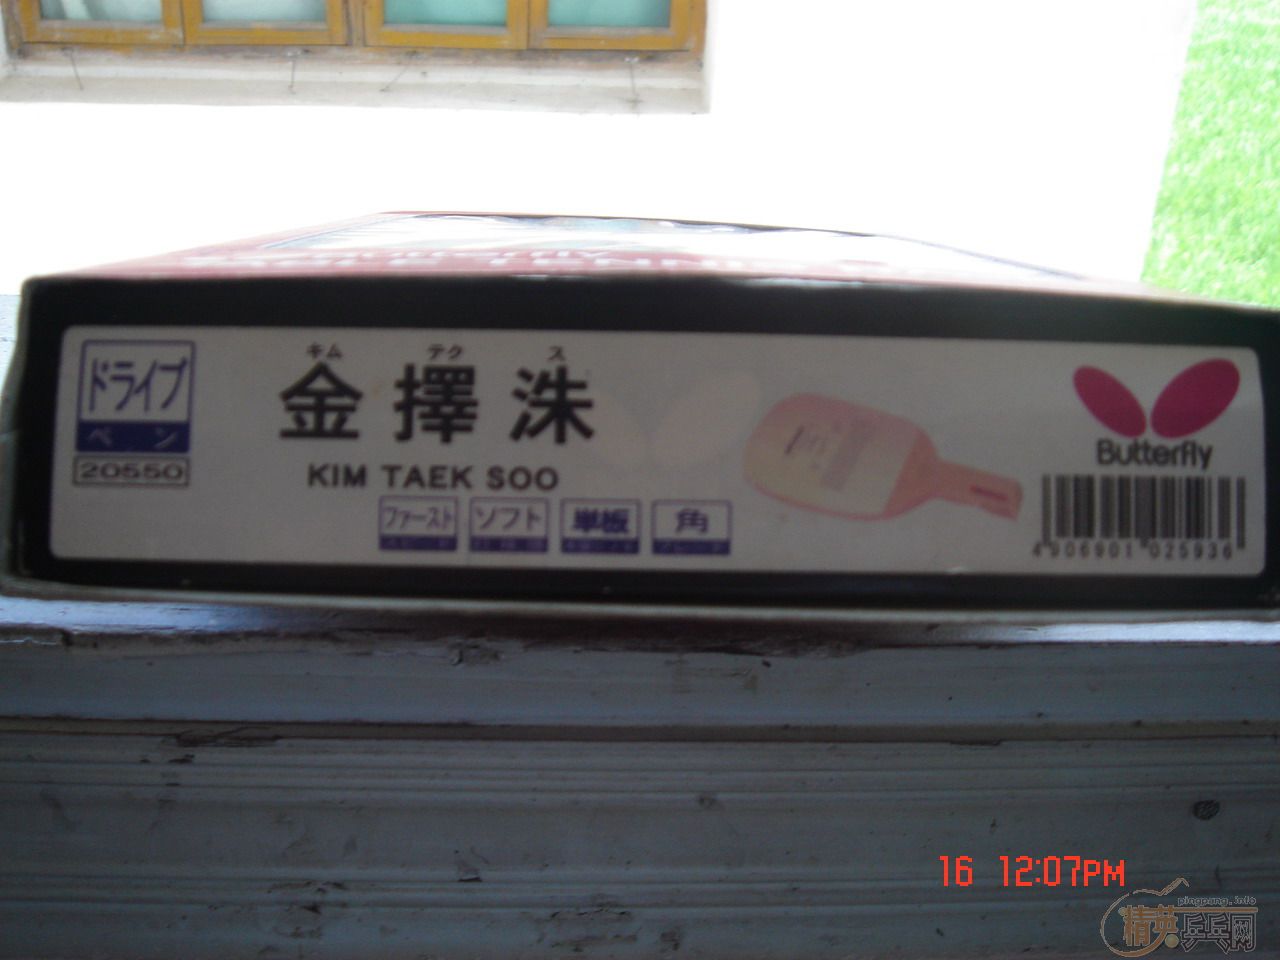 ドライブ
ペン
20550
キム テク ス
金擇洙
KIM TAEK SOO
ファースト ソフト 単板 角
Butterfly
4 906901 025936
16 12:07PM
pingpang.info
精英乒乓网